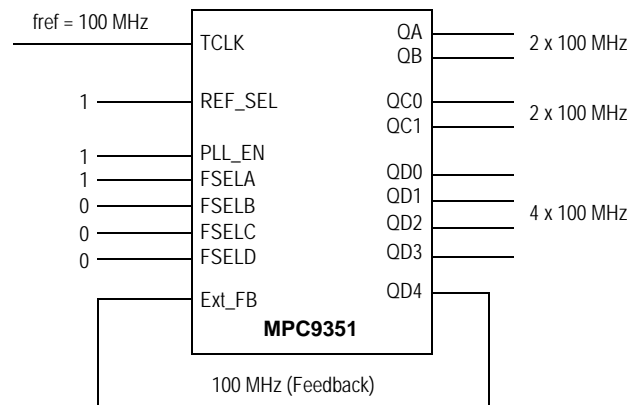 fref = 100 MHz
TCLK
QA
QB
2 x 100 MHz
1
REF_SEL
QC0
QC1
2 x 100 MHz
1
PLL_EN
1
FSELA
0
FSELB
0
FSELC
0
FSELD
QD0
QD1
QD2
QD3
4 x 100 MHz
Ext_FB
QD4
MPC9351
100 MHz (Feedback)